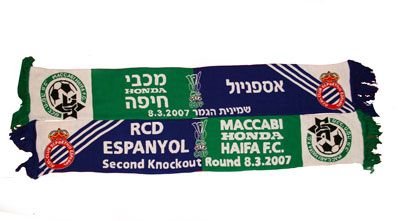 מכבי
HONDA
חיפה
אספניול
שמינית הגמר 8.3.2007
RCD
ESPANYOL
MACCABI
HONDA
HAIFA F.C.
Second Knockout Round 8.3.2007